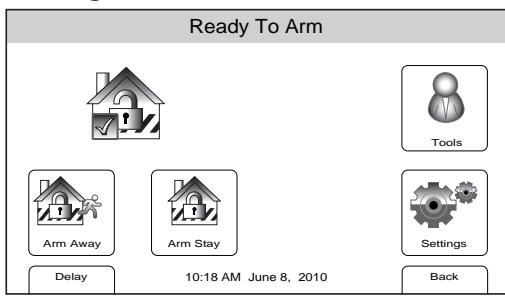 Ready To Arm
Tools
Arm Away
Arm Stay
Settings
Delay
10:18 AM June 8, 2010
Back